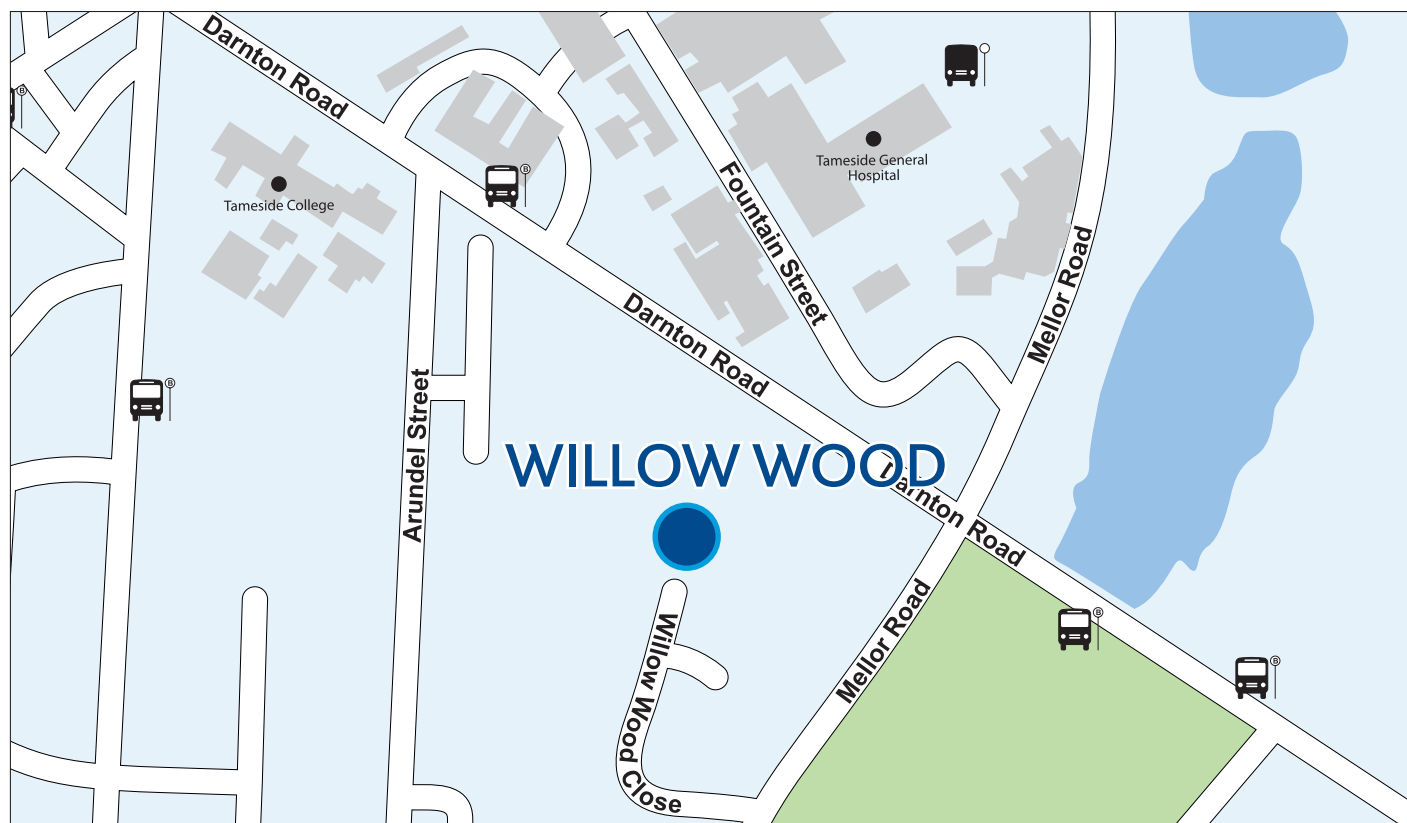 Darnton Road
B
B
Tameside College
Tameside General
Hospital
Fountain Street
Mellor Road
Darnton Road
B
Arundel Street
WILLOW WOOD
Darnton Road
Mellor Road
Willow Wood Close
B
B